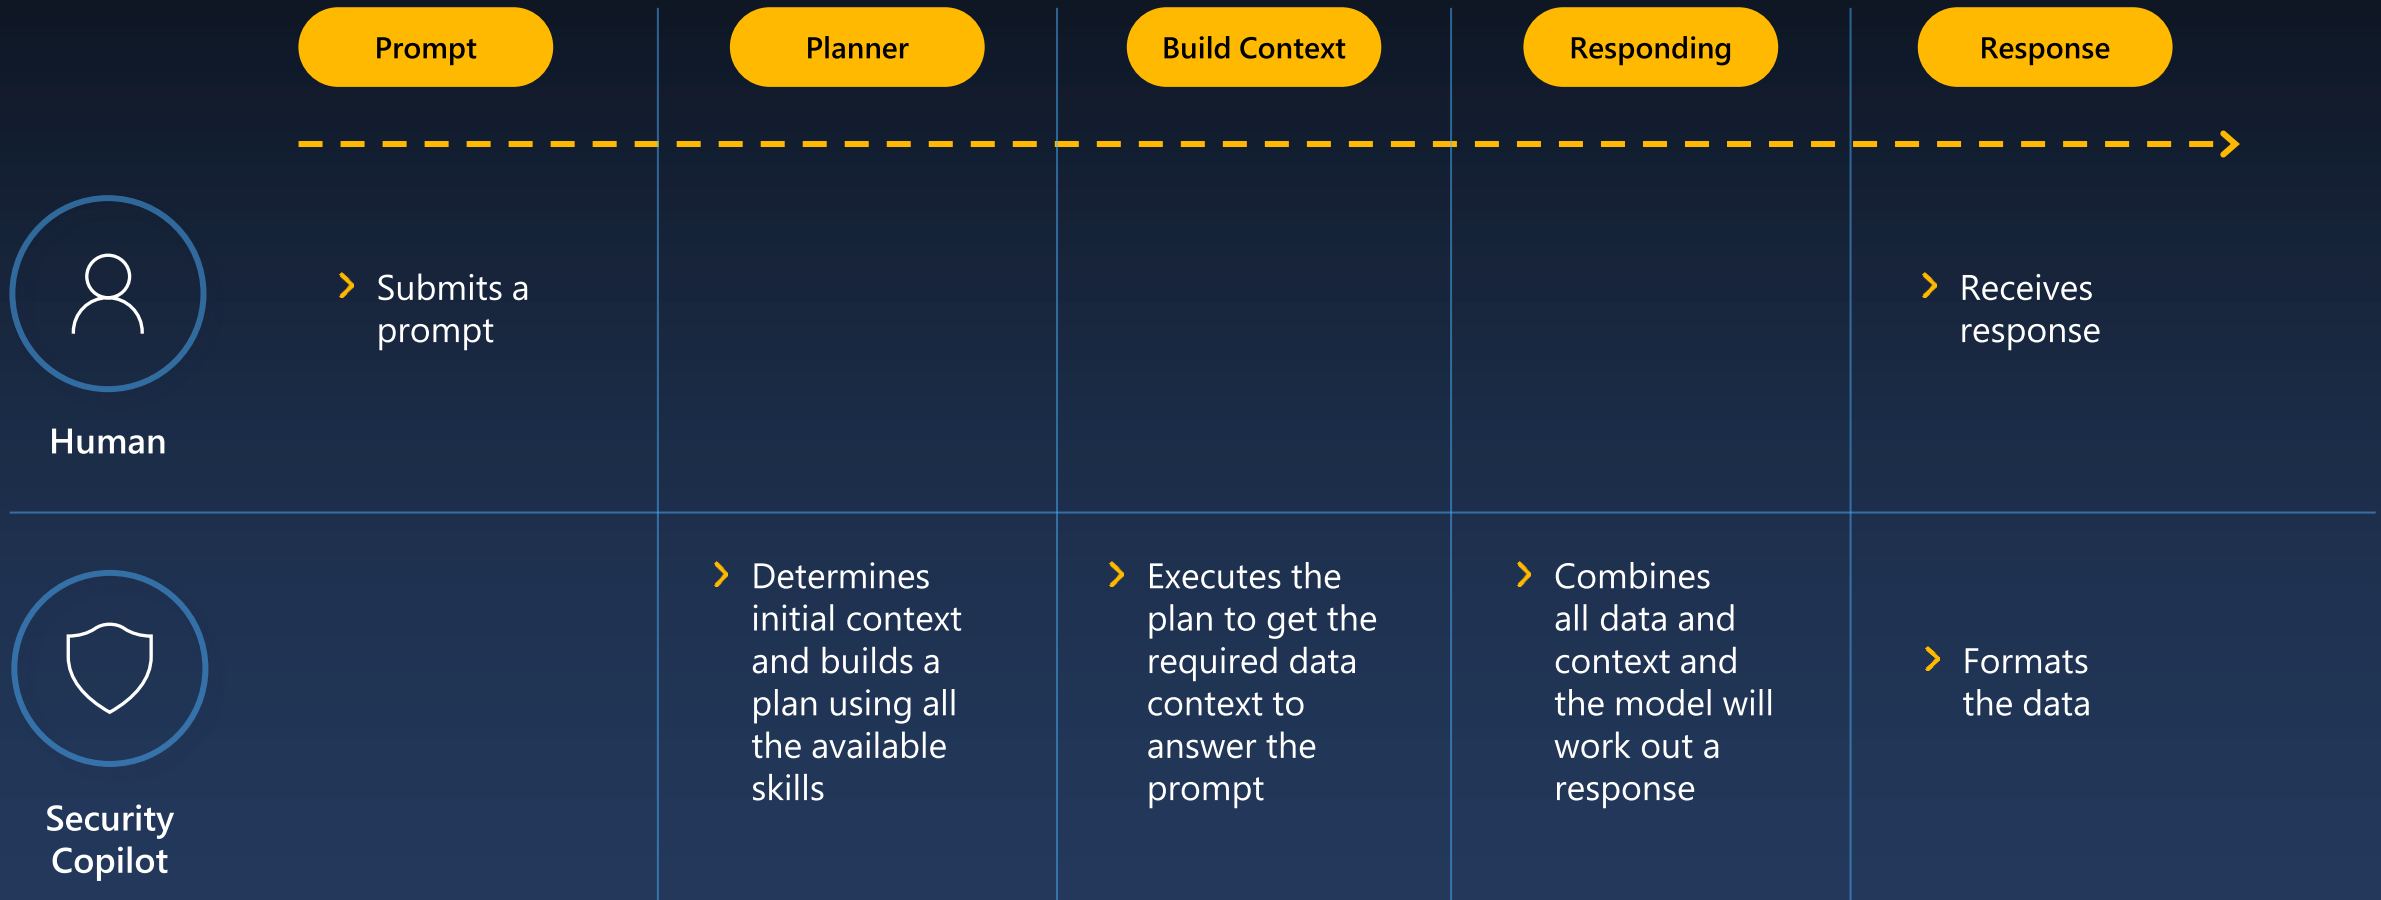 Prompt
Planner
Build Context
Responding
Response
Submits a
prompt
Receives
response
Human
Determines
initial context
and builds a
plan using all
the available
skills
Executes the
plan to get the
required data
context to
answer the
prompt
Combines
all data and
context and
the model will
work out a
response
Formats
the data
Security
Copilot